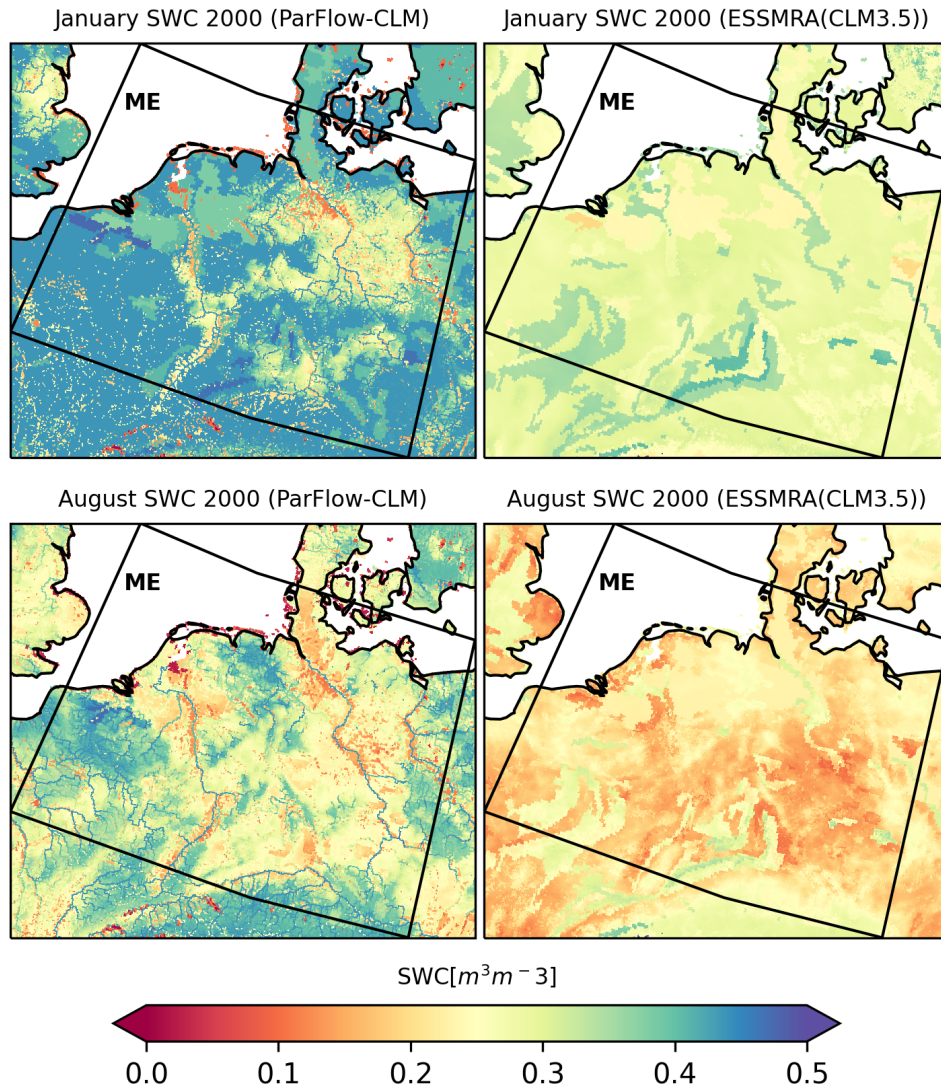 January SWC 2000 (ParFlow-CLM)
January SWC 2000 (ESSMRA(CLM3.5))
ME
ME
August SWC 2000 (ParFlow-CLM)
August SWC 2000 (ESSMRA(CLM3.5))
ME
ME
SWC[m³m⁻3]
0.0 0.1 0.2 0.3 0.4 0.5